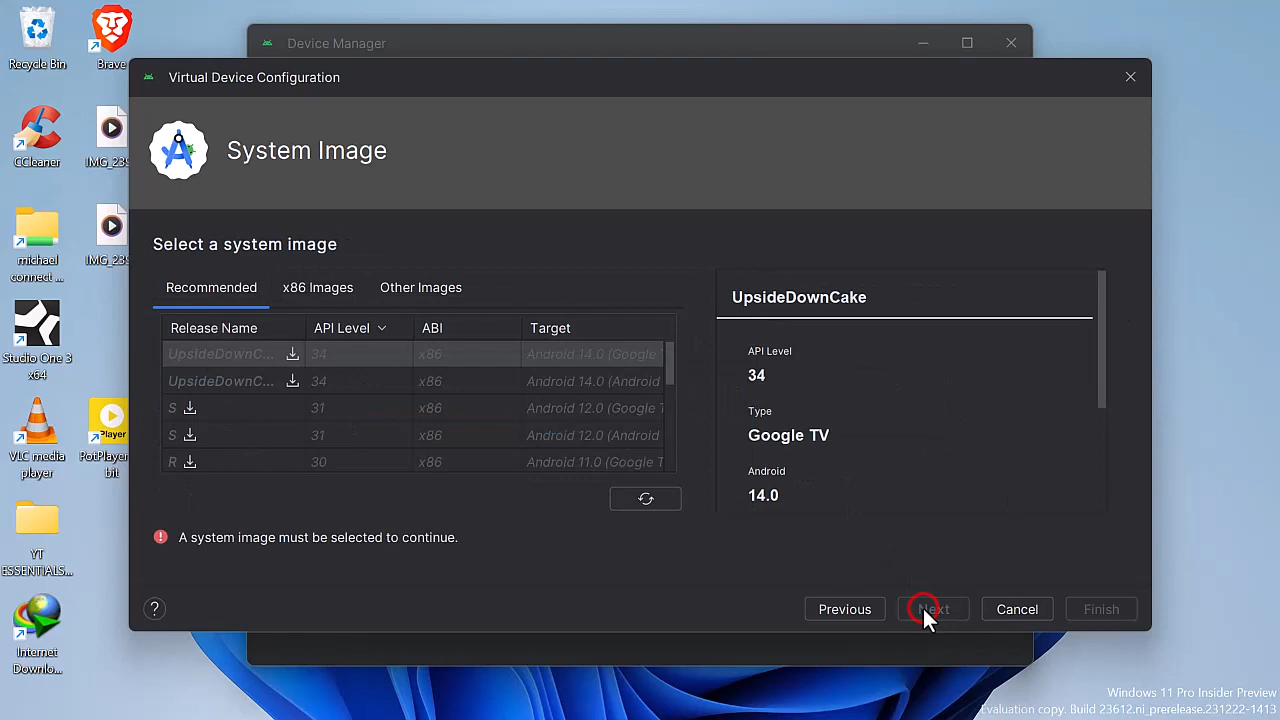 Recycle Bin
Brave
CCleaner
IMG_239
michael
connect ...
IMG_239
Studio One 3
x64
VLC media
player
PotPlayer
bit
Player
YT
ESSENTIALS...
Internet
Downlo...
Device Manager
Virtual Device Configuration
System Image
Select a system image
Recommended x86 Images Other Images
Release Name API Level ABI Target
UpsideDownC... 34 x86 Android 14.0 (Google
UpsideDownC... 34 x86 Android 14.0 (Android
S 31 x86 Android 12.0 (Google T
S 31 x86 Android 12.0 (Android
R 30 x86 Android 11.0 (Google T
UpsideDownCake
API Level
34
Type
Google TV
Android
14.0
A system image must be selected to continue.
?
Previous Next Cancel Finish
Windows 11 Pro Insider Preview
Evaluation copy. Build 23612.ni_prerelease.231222-1413